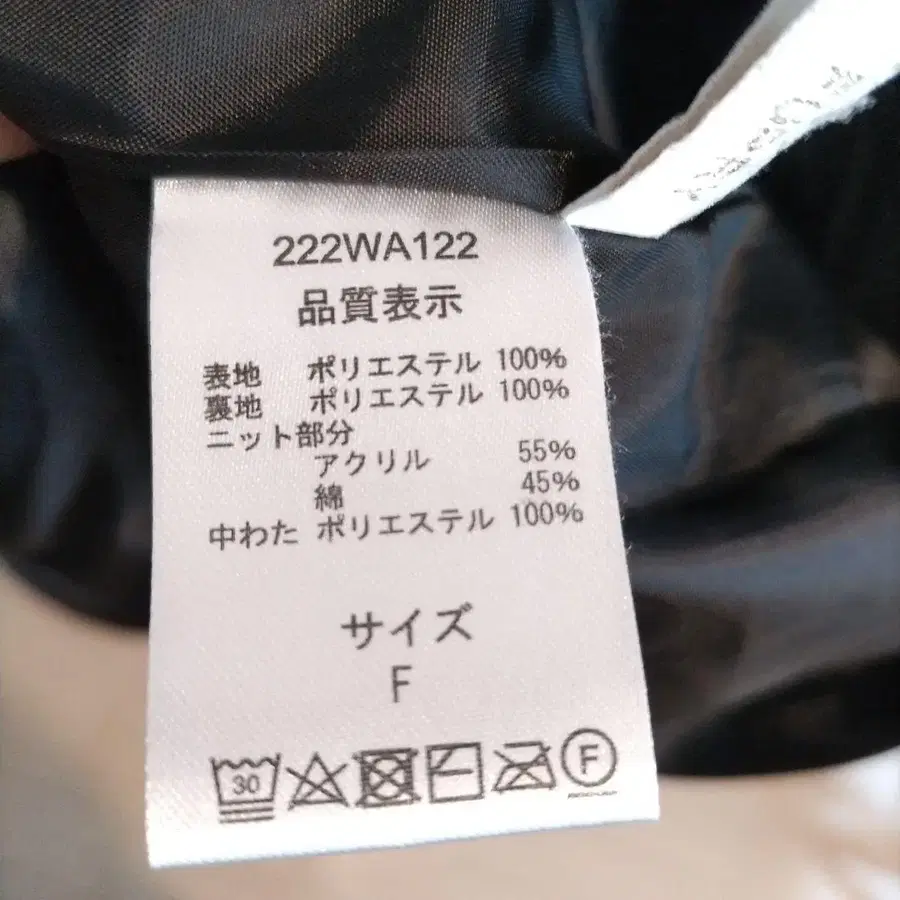 222WA122
品質表示
表地 ポリエステル 100%
裏地 ポリエステル 100%
ニット部分
アクリル 55%
綿 45%
中わた ポリエステル 100%
サイズ
F
30
F